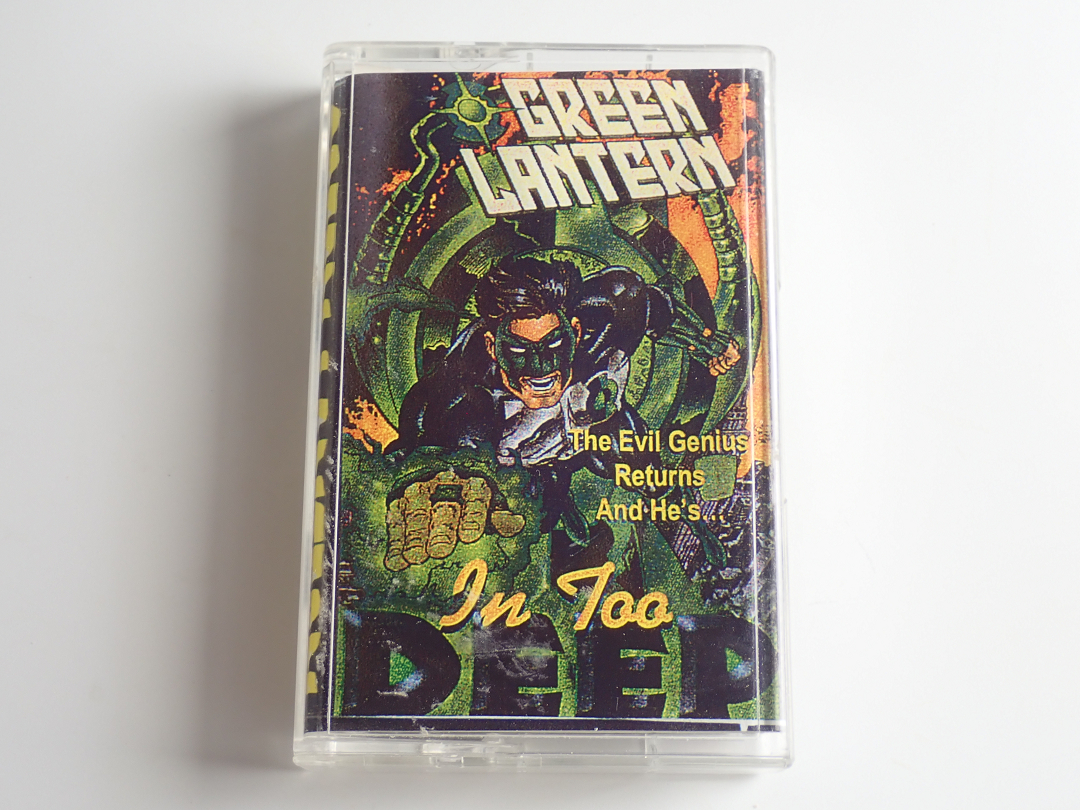 GREEN
LANTERN
The Evil Genius
Returns
And He's...
In Too
DEEP